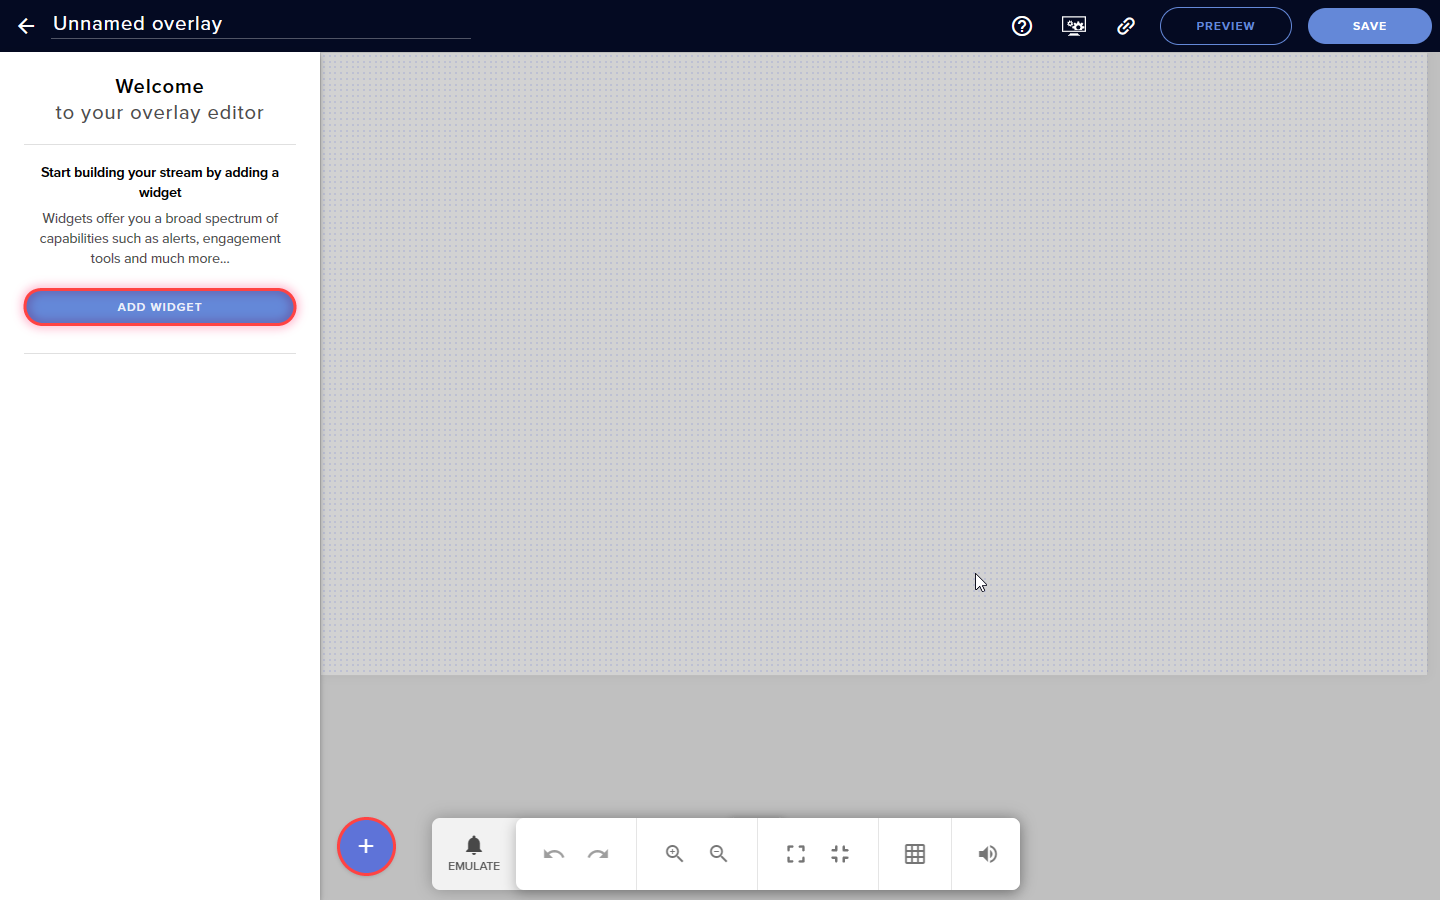 Unnamed overlay
PREVIEW
SAVE
Welcome
to your overlay editor
Start building your stream by adding a
widget
Widgets offer you a broad spectrum of
capabilities such as alerts, engagement
tools and much more...
ADD WIDGET
EMULATE